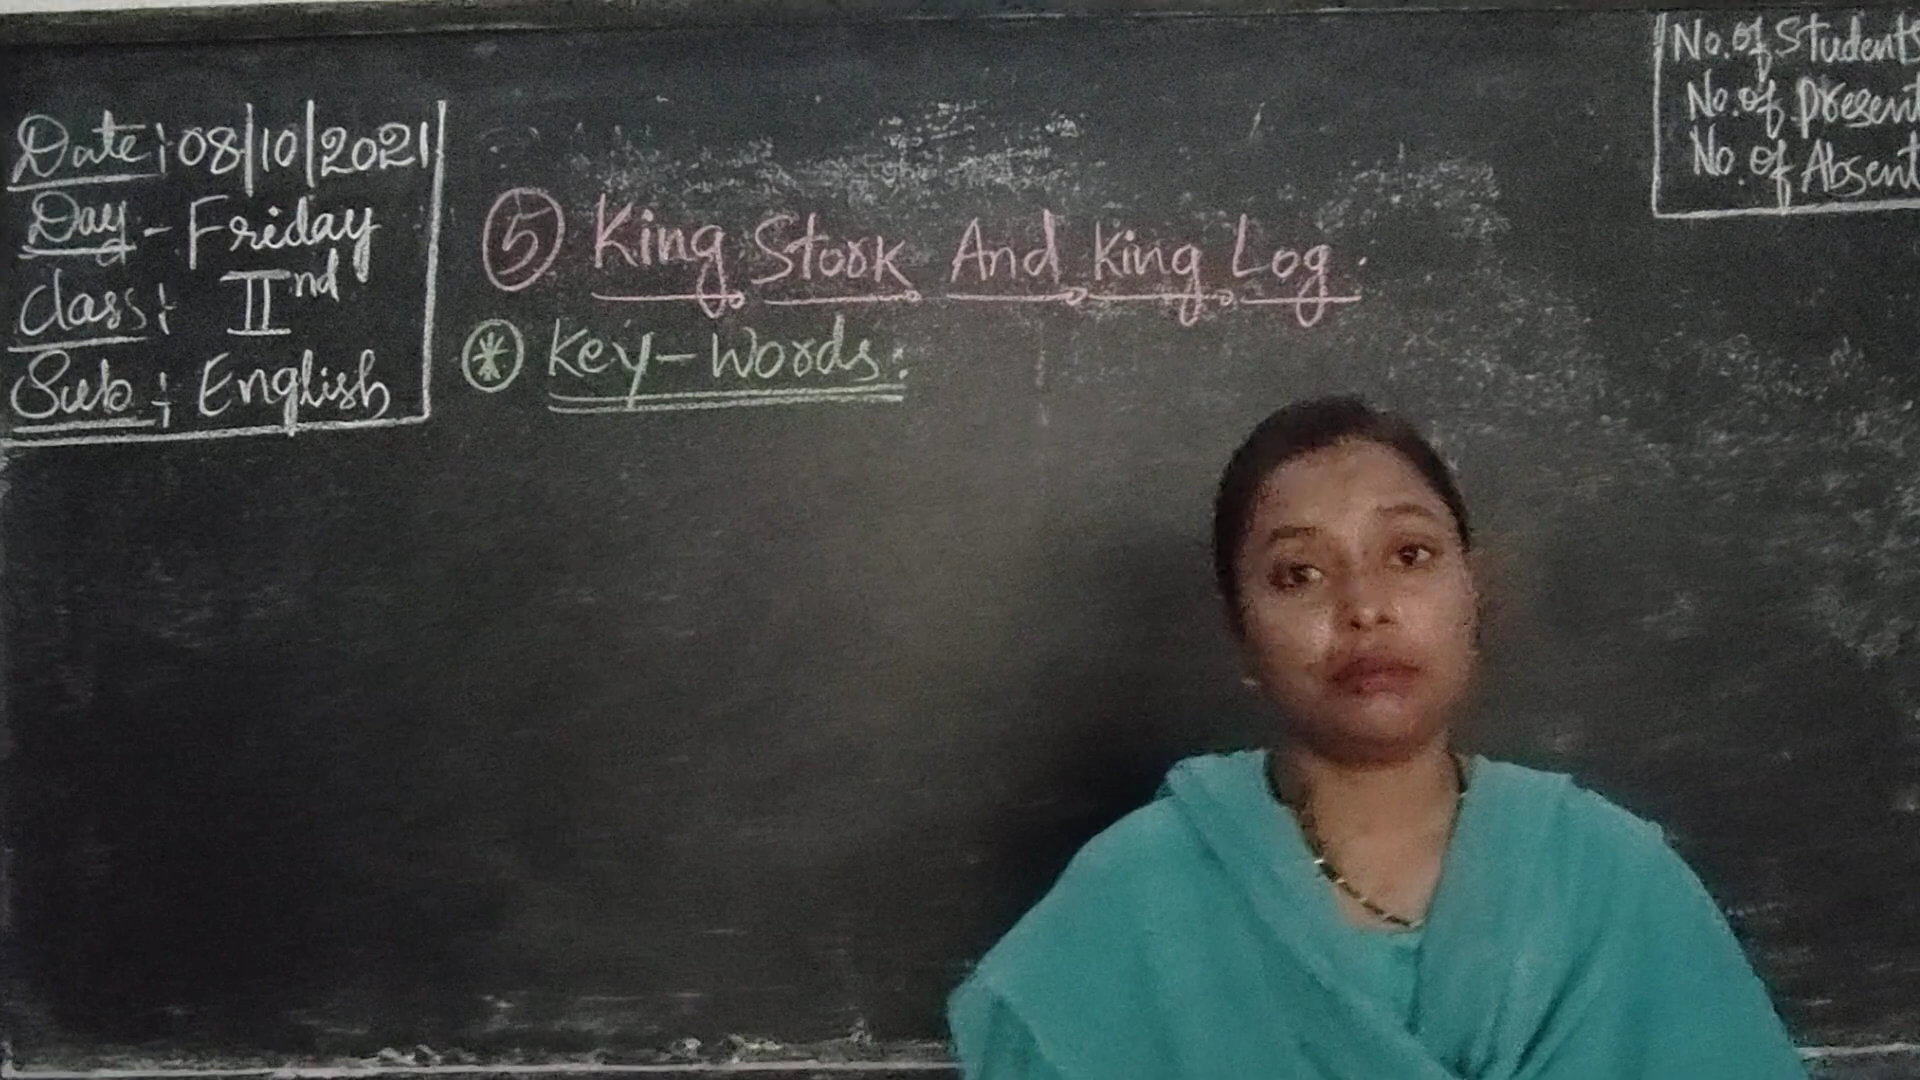 Date: 08/10/2021
Day - Friday
Class: IInd
Sub: English
⑤ King Stork And King Log.
* Key-Words:
No. of Students
No. of Present
No. of Absent